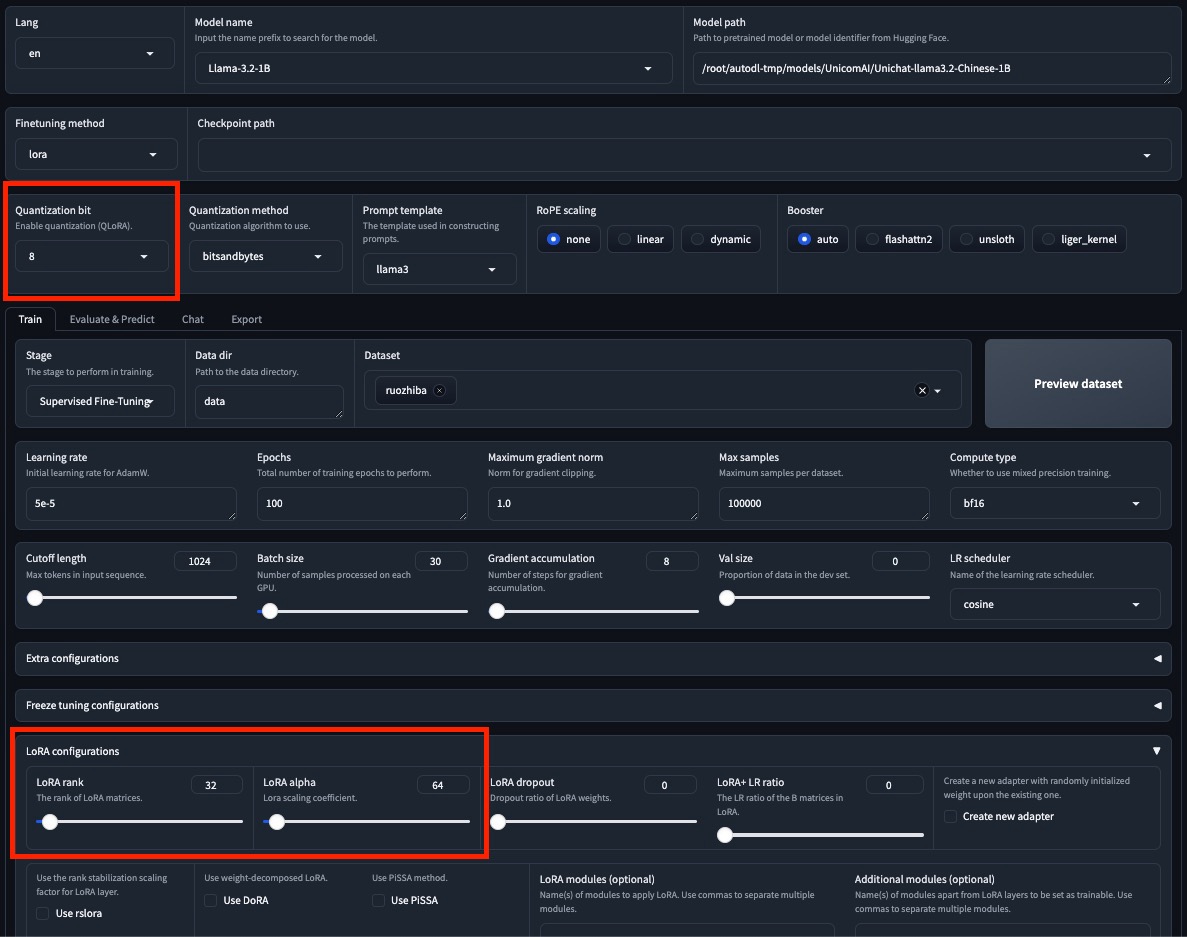 Lang
en
Model name
Input the name prefix to search for the model.
Llama-3.2-1B
Model path
Path to pretrained model or model identifier from Hugging Face.
/root/autodl-tmp/models/UnicomAI/Unichat-llama3.2-Chinese-1B
Finetuning method
lora
Checkpoint path
Quantization bit
Enable quantization (QLoRA).
8
Quantization method
Quantization algorithm to use.
bitsandbytes
Prompt template
The template used in constructing
prompts.
llama3
RoPE scaling
none
linear
dynamic
Booster
auto
flashattn2
unsloth
liger_kernel
Train
Evaluate & Predict
Chat
Export
Stage
The stage to perform in training.
Supervised Fine-Tuning
Data dir
Path to the data directory.
data
Dataset
ruozhiba
Preview dataset
Learning rate
Initial learning rate for AdamW.
5e-5
Epochs
Total number of training epochs to perform.
100
Maximum gradient norm
Norm for gradient clipping.
1.0
Max samples
Maximum samples per dataset.
100000
Compute type
Whether to use mixed precision training.
bf16
Cutoff length
1024
Max tokens in input sequence.
Batch size
30
Number of samples processed on each
GPU.
Gradient accumulation
8
Number of steps for gradient
accumulation.
Val size
0
Proportion of data in the dev set.
LR scheduler
Name of the learning rate scheduler.
cosine
Extra configurations
Freeze tuning configurations
LoRA configurations
LoRA rank
32
The rank of LoRA matrices.
LoRA alpha
64
Lora scaling coefficient.
LoRA dropout
0
Dropout ratio of LoRA weights.
LoRA+ LR ratio
0
The LR ratio of the B matrices in
LoRA.
Create a new adapter with randomly initialized
weight upon the existing one.
Create new adapter
Use the rank stabilization scaling
factor for LoRA layer.
Use rslora
Use weight-decomposed LoRA.
Use DoRA
Use PiSSA method.
Use PiSSA
LoRA modules (optional)
Name(s) of modules to apply LoRA. Use commas to separate multiple
modules.
Additional modules (optional)
Name(s) of modules apart from LoRA layers to be set as trainable. Use
commas to separate multiple modules.